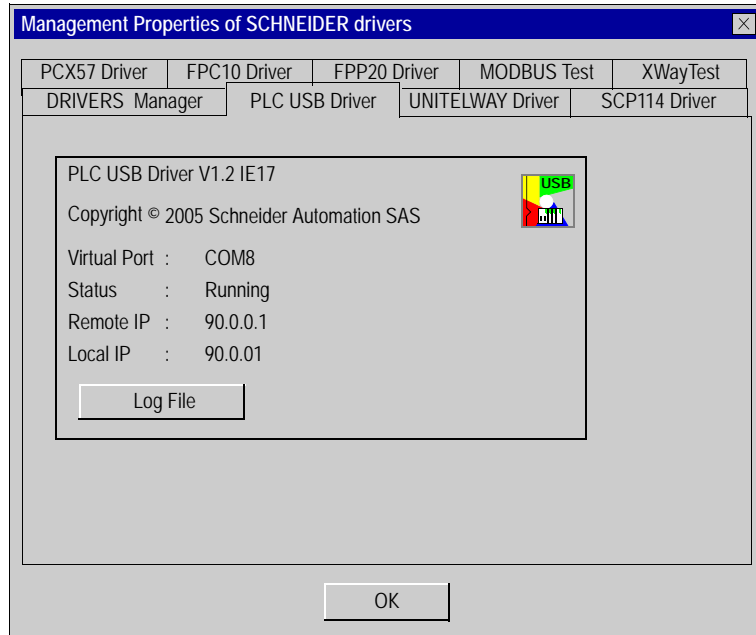 Management Properties of SCHNEIDER drivers
PCX57 Driver FPC10 Driver FPP20 Driver MODBUS Test XWayTest
DRIVERS Manager PLC USB Driver UNITELWAY Driver SCP114 Driver
PLC USB Driver V1.2 IE17
USB
Copyright © 2005 Schneider Automation SAS
Virtual Port : COM8
Status : Running
Remote IP : 90.0.0.1
Local IP : 90.0.01
Log File
OK